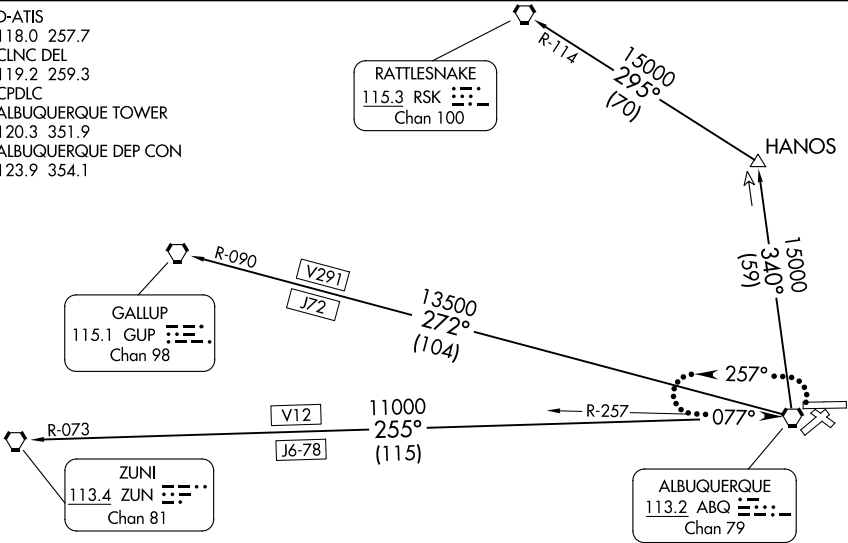 D-ATIS
118.0 257.7
CLNC DEL
119.2 259.3
CPDLC
ALBUQUERQUE TOWER
120.3 351.9
ALBUQUERQUE DEP CON
123.9 354.1
RATTLESNAKE
115.3 RSK
Chan 100
R-114
15000
295°
(70)
HANOS
15000
340°
(59)
R-090
V291
J72
13500
272°
(104)
GALLUP
115.1 GUP
Chan 98
257°
077°
R-257
R-073
V12
J6-78
11000
255°
(115)
ZUNI
113.4 ZUN
Chan 81
ALBUQUERQUE
113.2 ABQ
Chan 79